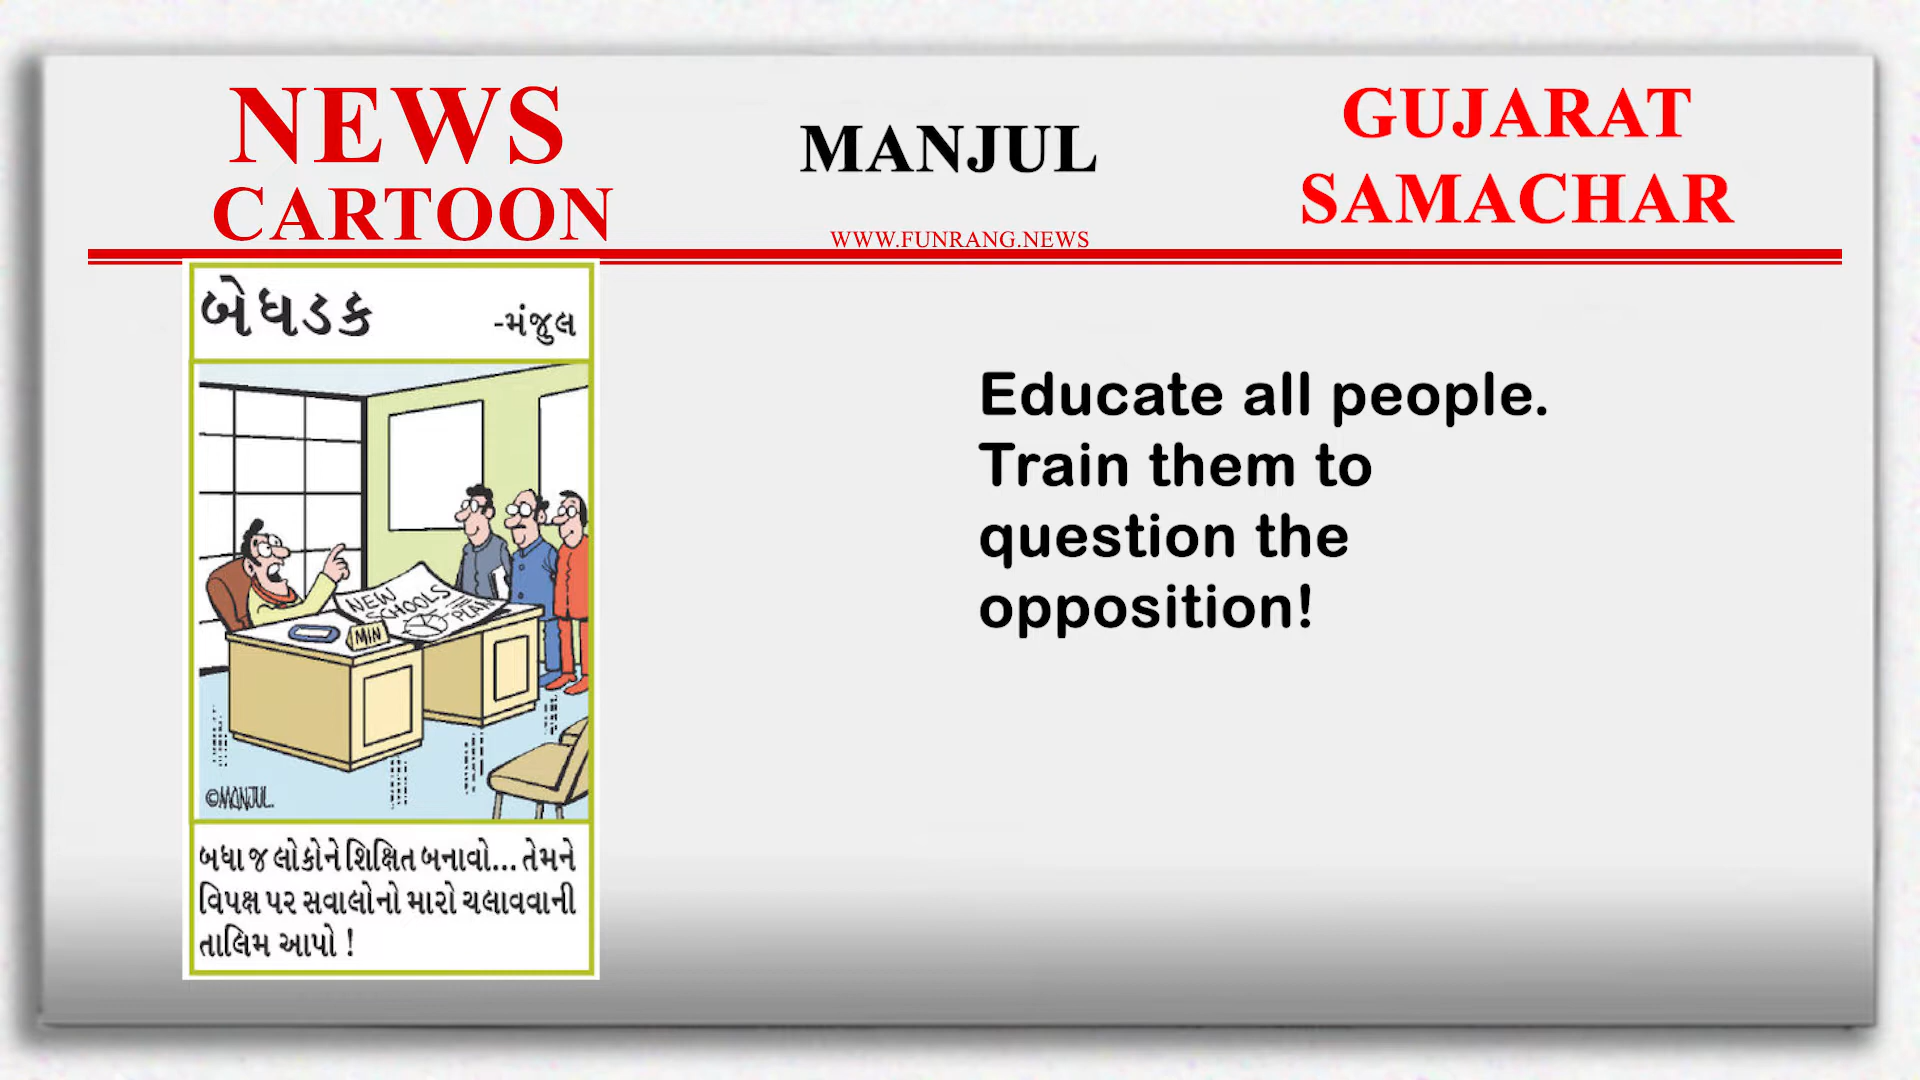 NEWS
CARTOON
MANJUL
WWW.FUNRANG.NEWS
GUJARAT
SAMACHAR
બેધડક
-મંજુલ
NEW
SCHOOLS
PLAN
MIN
©MANJUL.
બધા જ લોકોને શિક્ષિત બનાવો... તેમને
વિપક્ષ પર સવાલોનો મારો ચલાવવાની
તાલિમ આપો !
Educate all people.
Train them to
question the
opposition!